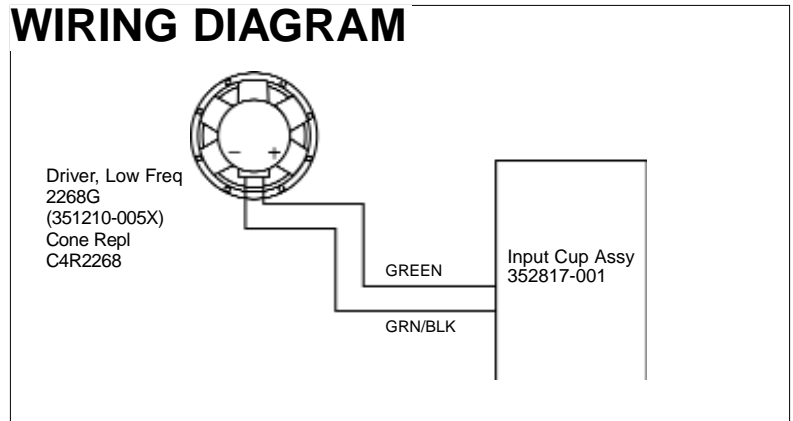 WIRING DIAGRAM
− +
Driver, Low Freq
2268G
(351210-005X)
Cone Repl
C4R2268
GREEN
Input Cup Assy
352817-001
GRN/BLK